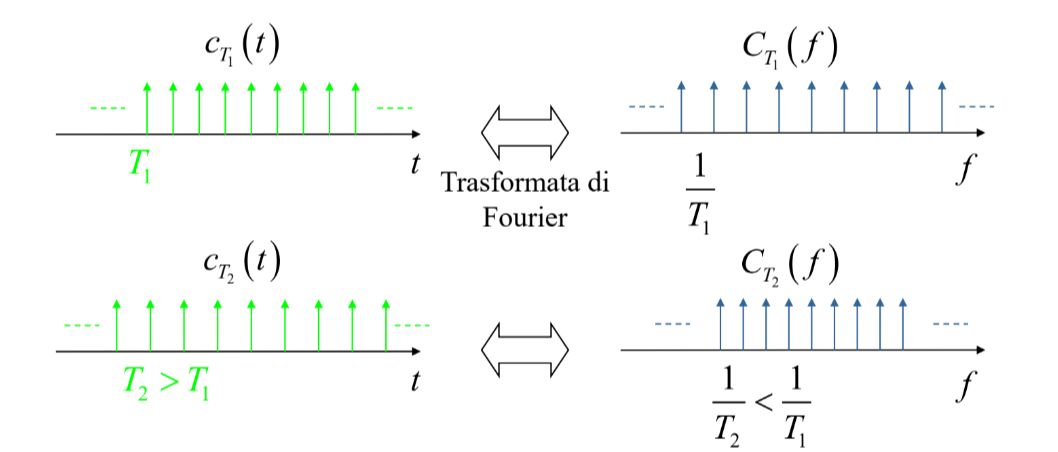 c_{T_1}(t) C_{T_1}(f)
T_1 t f
Trasformata di
Fourier
\frac{1}{T_1}
c_{T_2}(t) C_{T_2}(f)
T_2 > T_1 t f
\frac{1}{T_2} < \frac{1}{T_1}